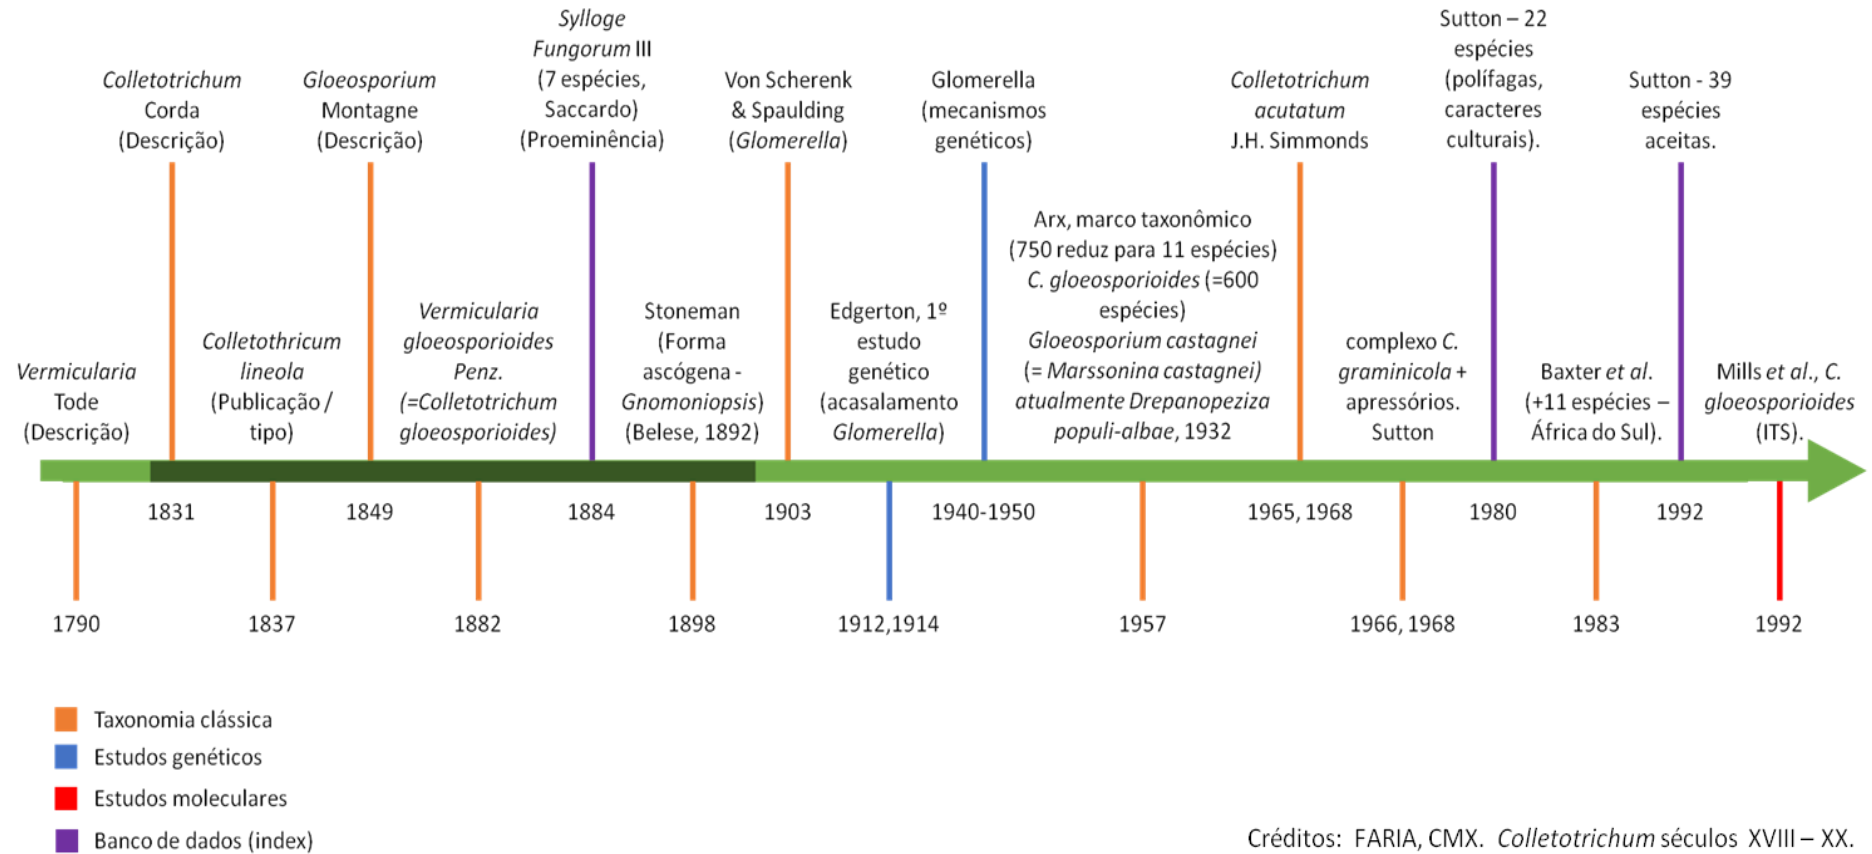 Vermicularia
Tode
(Descrição)
1790
Colletotrichum
Corda
(Descrição)
1831
Colletothricum
lineola
(Publicação /
tipo)
1837
Gloeosporium
Montagne
(Descrição)
1849
Vermicularia
gloeosporioides
Penz.
(=Colletotrichum
gloeosporioides)
1882
Sylloge
Fungorum III
(7 espécies,
Saccardo)
(Proeminência)
1884
Stoneman
(Forma
ascógena -
Gnomoniopsis)
(Belese, 1892)
1898
Von Scherenk
& Spaulding
(Glomerella)
1903
Edgerton, 1º
estudo
genético
(acasalamento
Glomerella)
1912,1914
Glomerella
(mecanismos
genéticos)
1940-1950
Arx, marco taxonômico
(750 reduz para 11 espécies)
C. gloeosporioides (=600
espécies)
Gloeosporium castagnei
(= Marssonina castagnei)
atualmente Drepanopeziza
populi-albae, 1932
1957
Colletotrichum
acutatum
J.H. Simmonds
1965, 1968
complexo C.
graminicola +
apressórios.
Sutton
1966, 1968
Sutton – 22
espécies
(polífagas,
caracteres
culturais).
1980
Baxter et al.
(+11 espécies –
África do Sul).
1983
Sutton - 39
espécies
aceitas.
1992
Mills et al., C.
gloeosporioides
(ITS).
1992
Taxonomia clássica
Estudos genéticos
Estudos moleculares
Banco de dados (index)
Créditos: FARIA, CMX. Colletotrichum séculos XVIII – XX.